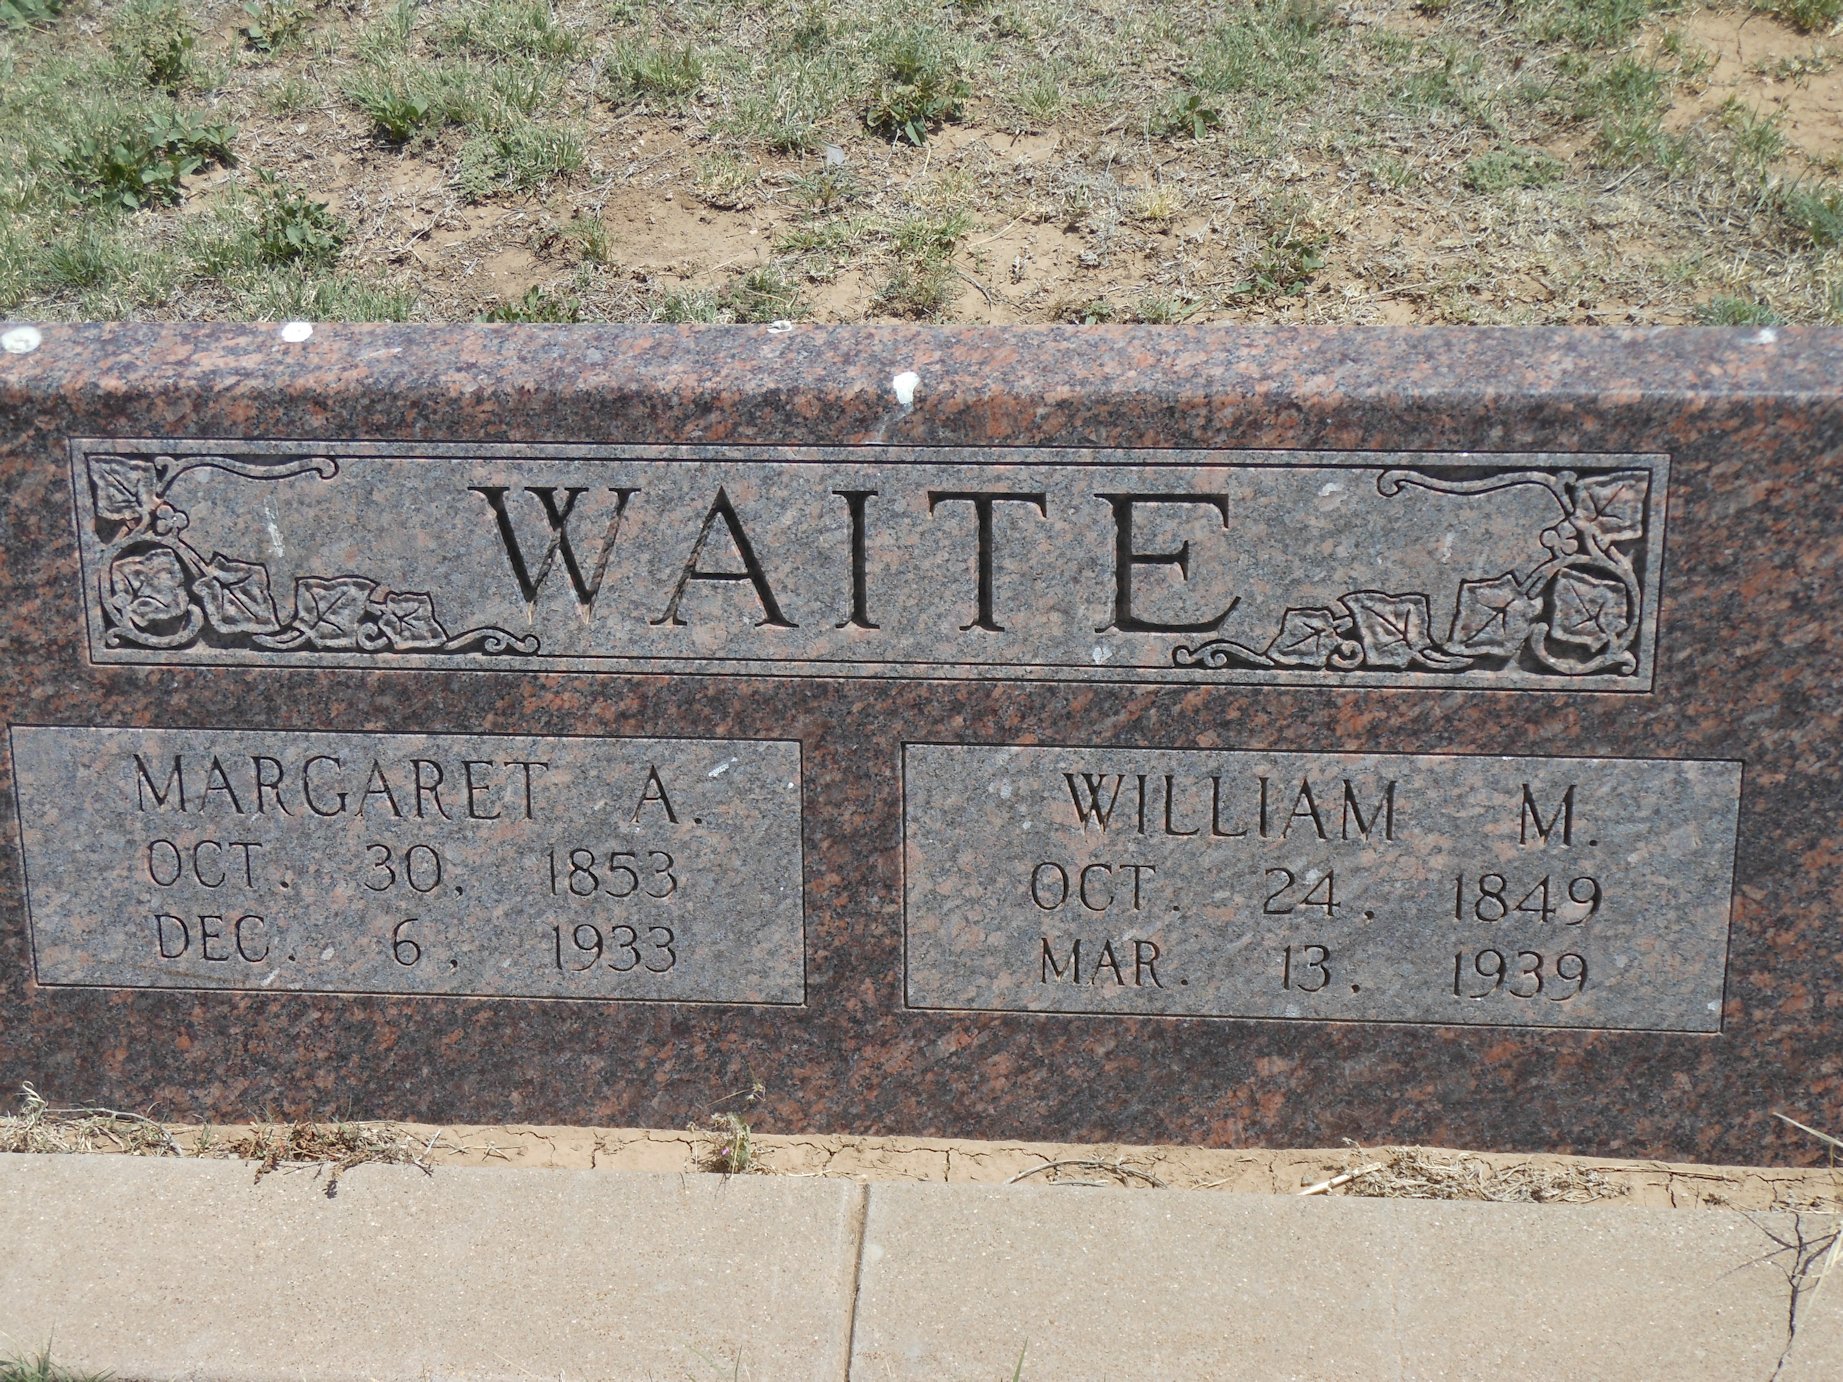 WAITE
MARGARET A.
OCT. 30, 1853
DEC. 6, 1933
WILLIAM M.
OCT. 24, 1849
MAR. 13, 1939